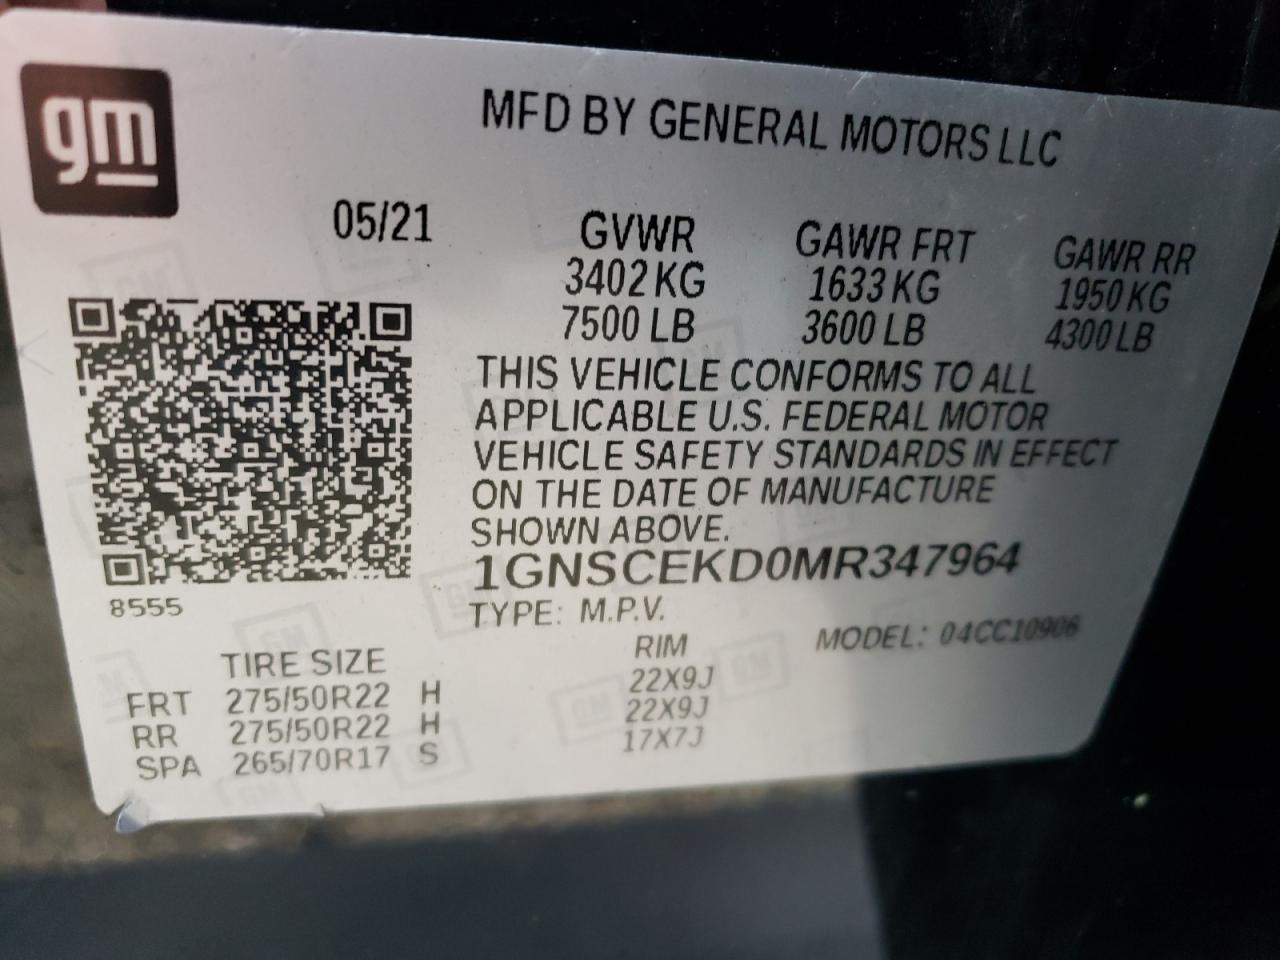 gm
MFD BY GENERAL MOTORS LLC
05/21
GVWR GAWR FRT GAWR RR
3402 KG 1633 KG 1950 KG
7500 LB 3600 LB 4300 LB
THIS VEHICLE CONFORMS TO ALL
APPLICABLE U.S. FEDERAL MOTOR
VEHICLE SAFETY STANDARDS IN EFFECT
ON THE DATE OF MANUFACTURE
SHOWN ABOVE.
1GNSCEKD0MR347964
8555
TYPE: M.P.V.
MODEL: 04CC10906
TIRE SIZE RIM
FRT 275/50R22 H 22X9J
RR 275/50R22 H 22X9J
SPA 265/70R17 S 17X7J